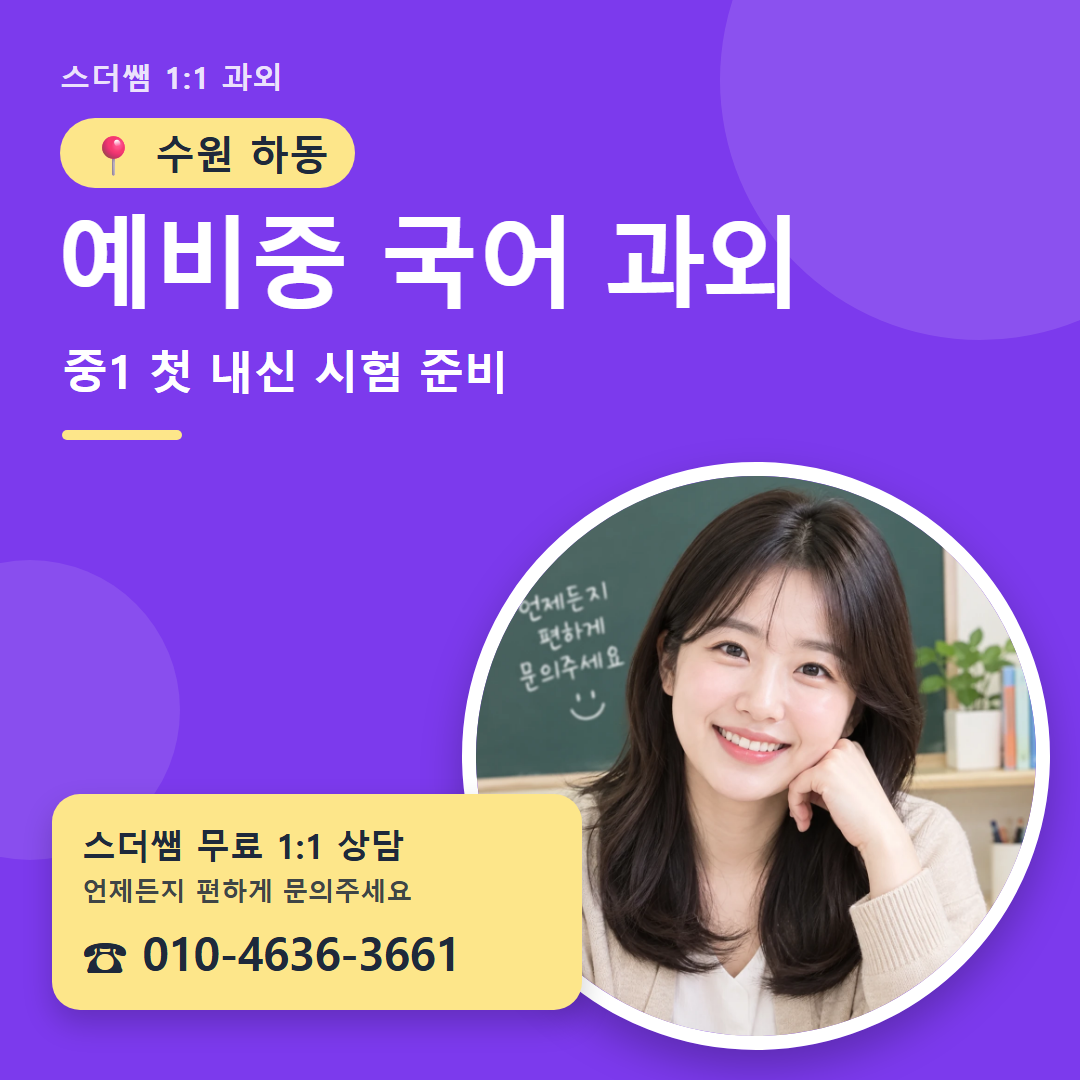 스더쌤 1:1 과외
📍 수원 하동
예비중 국어 과외
중1 첫 내신 시험 준비
언제든지
편하게
문의주세요
스더쌤 무료 1:1 상담
언제든지 편하게 문의주세요
☎ 010-4636-3661